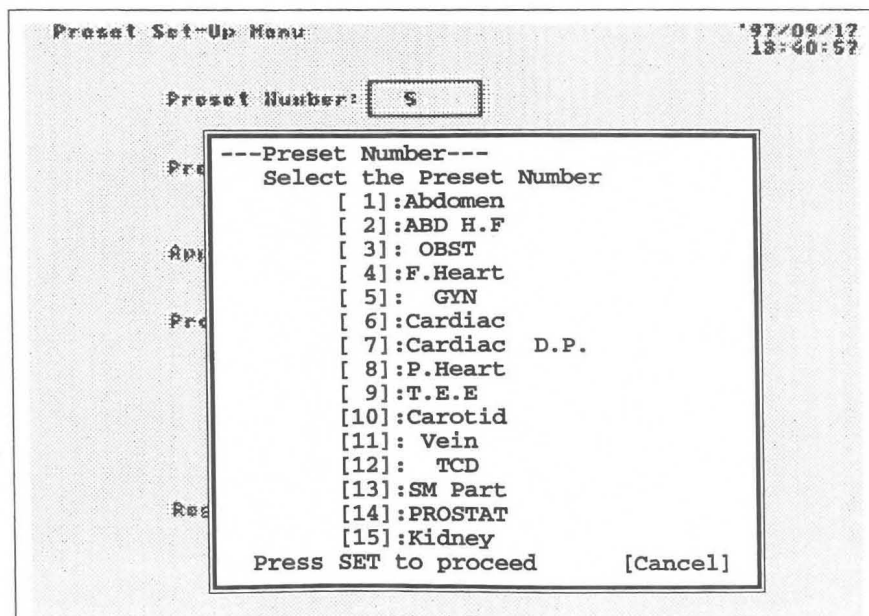 Preset Set-Up Menu
'97/09/17
18:40:57
Preset Number: 5
---Preset Number---
Select the Preset Number
[ 1]:Abdomen
[ 2]:ABD H.F
[ 3]: OBST
[ 4]:F.Heart
[ 5]: GYN
[ 6]:Cardiac
[ 7]:Cardiac D.P.
[ 8]:P.Heart
[ 9]:T.E.E
[10]:Carotid
[11]: Vein
[12]: TCD
[13]:SM Part
[14]:PROSTAT
[15]:Kidney
Press SET to proceed [Cancel]